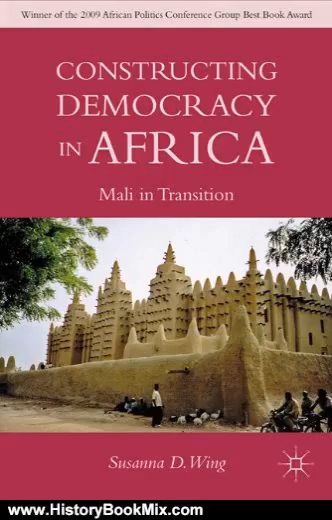 Winner of the 2009 African Politics Conference Group Best Book Award
CONSTRUCTING
DEMOCRACY
IN AFRICA
Mali in Transition
Susanna D. Wing
www.HistoryBookMix.com